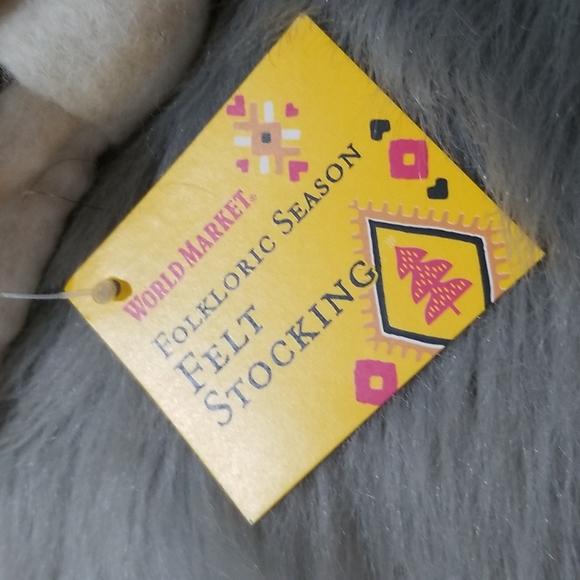 WORLD MARKET®
FOLKLORIC SEASON
FELT
STOCKING